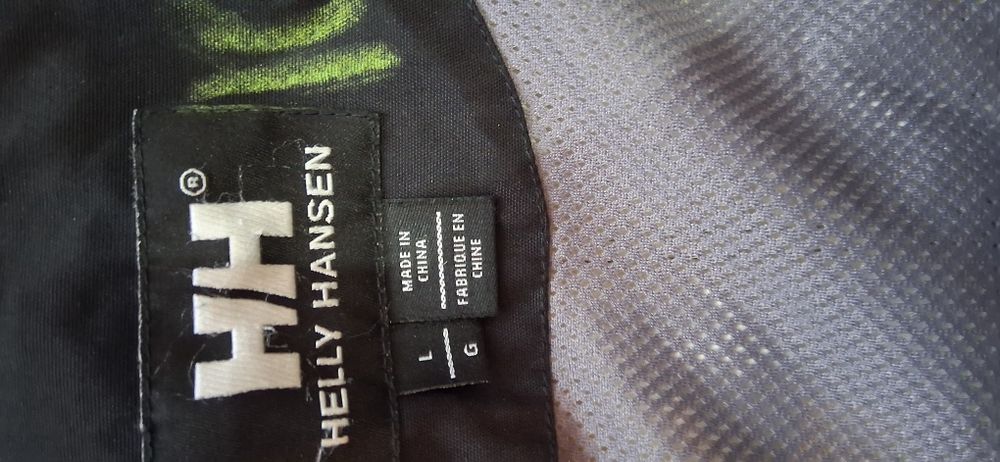 HH®
HELLY HANSEN
MADE IN
CHINA
FABRIQUE EN
CHINE
L
G